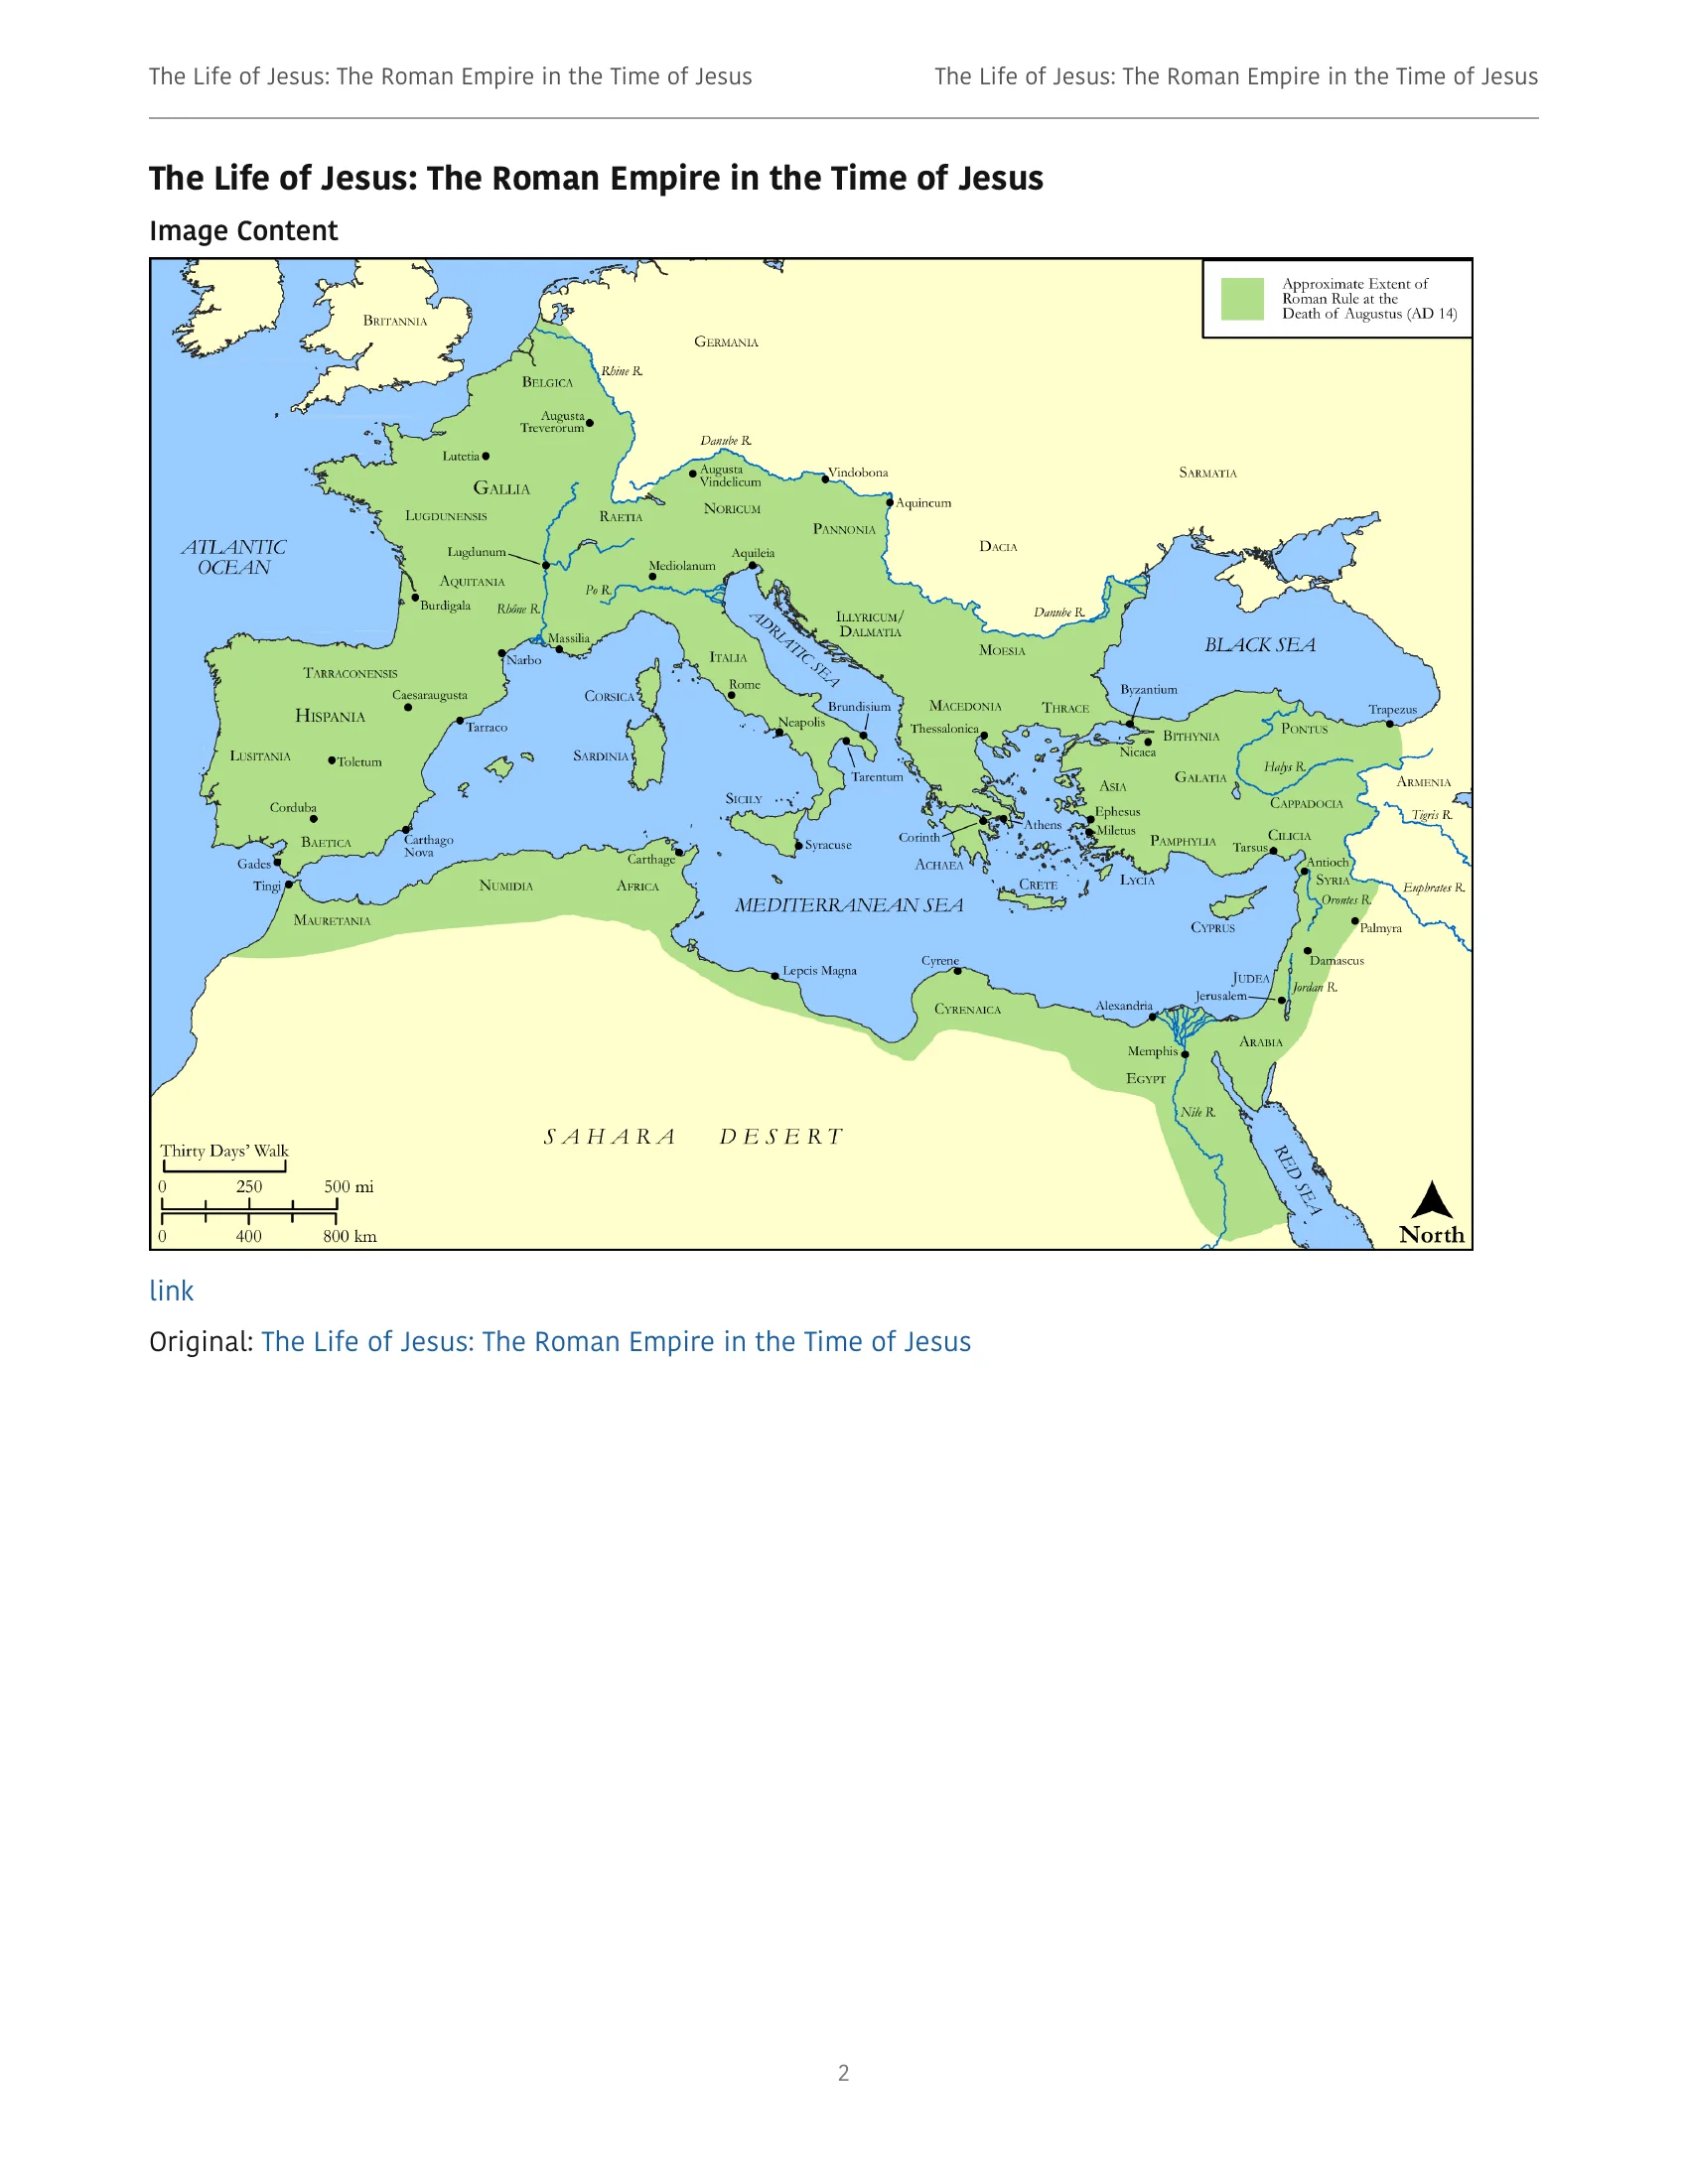 The Life of Jesus: The Roman Empire in the Time of Jesus
The Life of Jesus: The Roman Empire in the Time of Jesus
The Life of Jesus: The Roman Empire in the Time of Jesus
Image Content
Approximate Extent of
Roman Rule at the
Death of Augustus (AD 14)
BRITANNIA
GERMANIA
Rhine R.
BELGICA
Augusta
Treverorum
Danube R.
Lutetia
Augusta
Vindelicum
Vindobona
SARMATIA
GALLIA
Aquincum
NORICUM
LUGDUNENSIS
RAETIA
PANNONIA
ATLANTIC
OCEAN
DACIA
Lugdunum
Aquileia
Mediolanum
AQUITANIA
Po R.
Burdigala
Rhône R.
Danube R.
ILLYRICUM/
DALMATIA
ADRIATIC SEA
Massilia
BLACK SEA
Narbo
ITALIA
MOESIA
TARRACONENSIS
Rome
Byzantium
Caesaraugusta
CORSICA
Brundisium
MACEDONIA
THRACE
Trapezus
HISPANIA
Neapolis
Tarraco
Thessalonica
PONTUS
BITHYNIA
Nicaea
LUSITANIA
Toletum
SARDINIA
Tarentum
Halys R.
GALATIA
ARMENIA
ASIA
SICILY
CAPPADOCIA
Corduba
Ephesus
Tigris R.
Athens
Miletus
Corinth
CILICIA
BAETICA
Carthago
Nova
Syracuse
PAMPHYLIA
Tarsus
Gades
Carthage
ACHAEA
Antioch
Tingi
NUMIDIA
AFRICA
CRETE
LYCIA
SYRIA
Euphrates R.
Orontes R.
MEDITERRANEAN SEA
MAURETANIA
CYPRUS
Palmyra
Cyrene
Damascus
Lepcis Magna
JUDEA
Jordan R.
Jerusalem
CYRENAICA
Alexandria
ARABIA
Memphis
EGYPT
Nile R.
SAHARA DESERT
RED SEA
Thirty Days' Walk
0 250 500 mi
0 400 800 km
North
link
Original: The Life of Jesus: The Roman Empire in the Time of Jesus
2